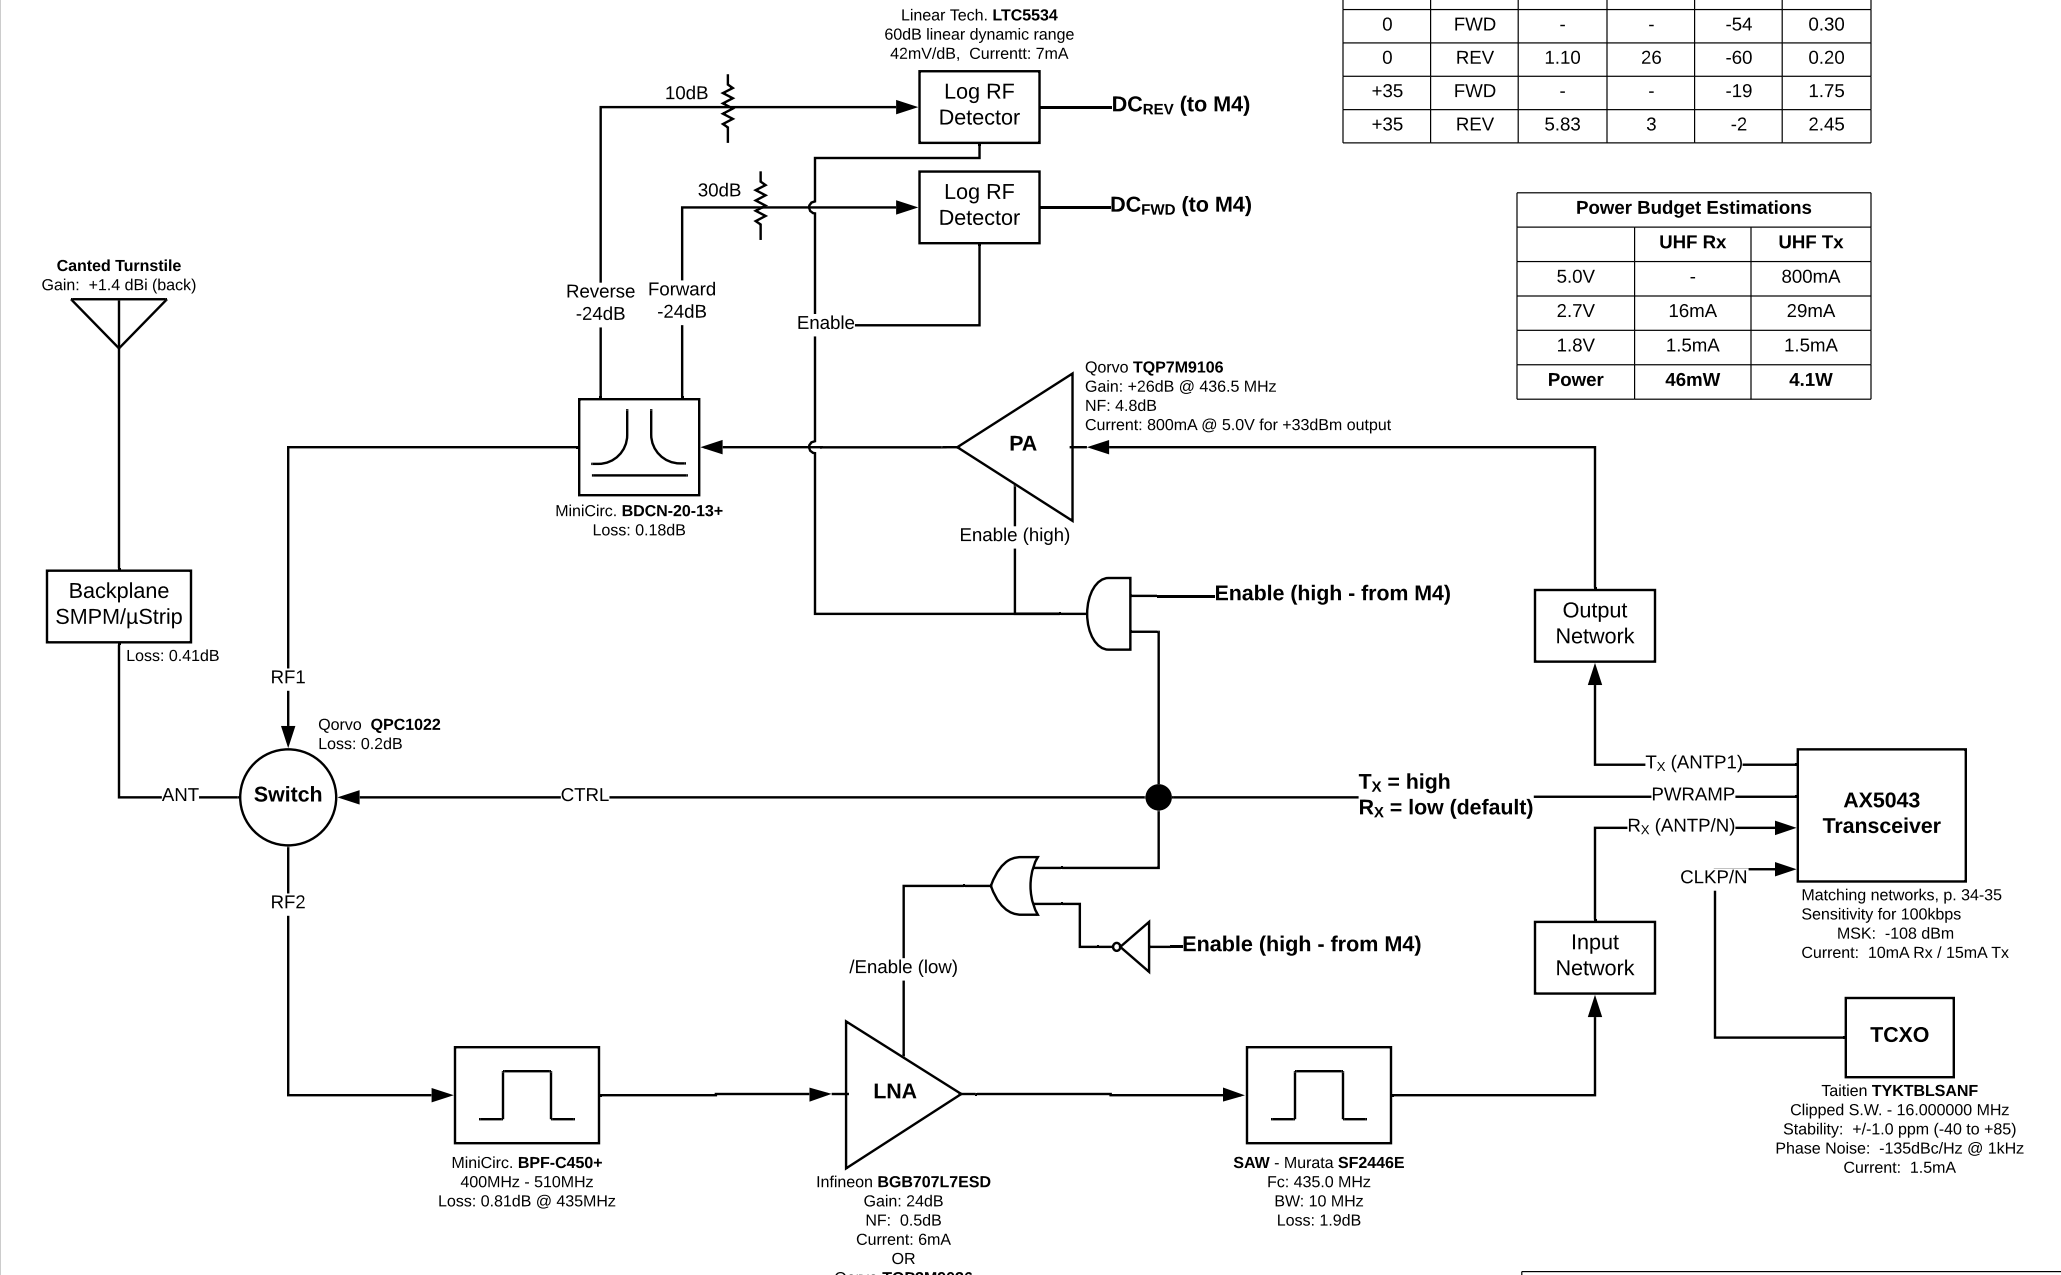 Linear Tech. LTC5534
60dB linear dynamic range
42mV/dB,  Currentt: 7mA
10dB
Log RF
Detector
DCREV (to M4)
30dB
Log RF
Detector
DCFWD (to M4)
0 FWD - - -54 0.30
0 REV 1.10 26 -60 0.20
+35 FWD - - -19 1.75
+35 REV 5.83 3 -2 2.45
Power Budget Estimations
UHF Rx UHF Tx
5.0V - 800mA
2.7V 16mA 29mA
1.8V 1.5mA 1.5mA
Power 46mW 4.1W
Canted Turnstile
Gain:  +1.4 dBi (back)
Reverse
-24dB
Forward
-24dB
Enable
Qorvo TQP7M9106
Gain: +26dB @ 436.5 MHz
NF: 4.8dB
Current: 800mA @ 5.0V for +33dBm output
PA
MiniCirc. BDCN-20-13+
Loss: 0.18dB
Enable (high)
Backplane
SMPM/µStrip
Loss: 0.41dB
Enable (high - from M4)
Output
Network
RF1
Qorvo  QPC1022
Loss: 0.2dB
ANT
Switch
CTRL
TX = high
RX = low (default)
TX (ANTP1)
PWRAMP
RX (ANTP/N)
CLKP/N
AX5043
Transceiver
Matching networks, p. 34-35
Sensitivity for 100kbps
MSK:  -108 dBm
Current:  10mA Rx / 15mA Tx
RF2
Enable (high - from M4)
/Enable (low)
Input
Network
TCXO
Taitien TYKTBLSANF
Clipped S.W. - 16.000000 MHz
Stability:  +/-1.0 ppm (-40 to +85)
Phase Noise:  -135dBc/Hz @ 1kHz
Current:  1.5mA
LNA
MiniCirc. BPF-C450+
400MHz - 510MHz
Loss: 0.81dB @ 435MHz
Infineon BGB707L7ESD
Gain: 24dB
NF:  0.5dB
Current: 6mA
OR
SAW - Murata SF2446E
Fc: 435.0 MHz
BW: 10 MHz
Loss: 1.9dB